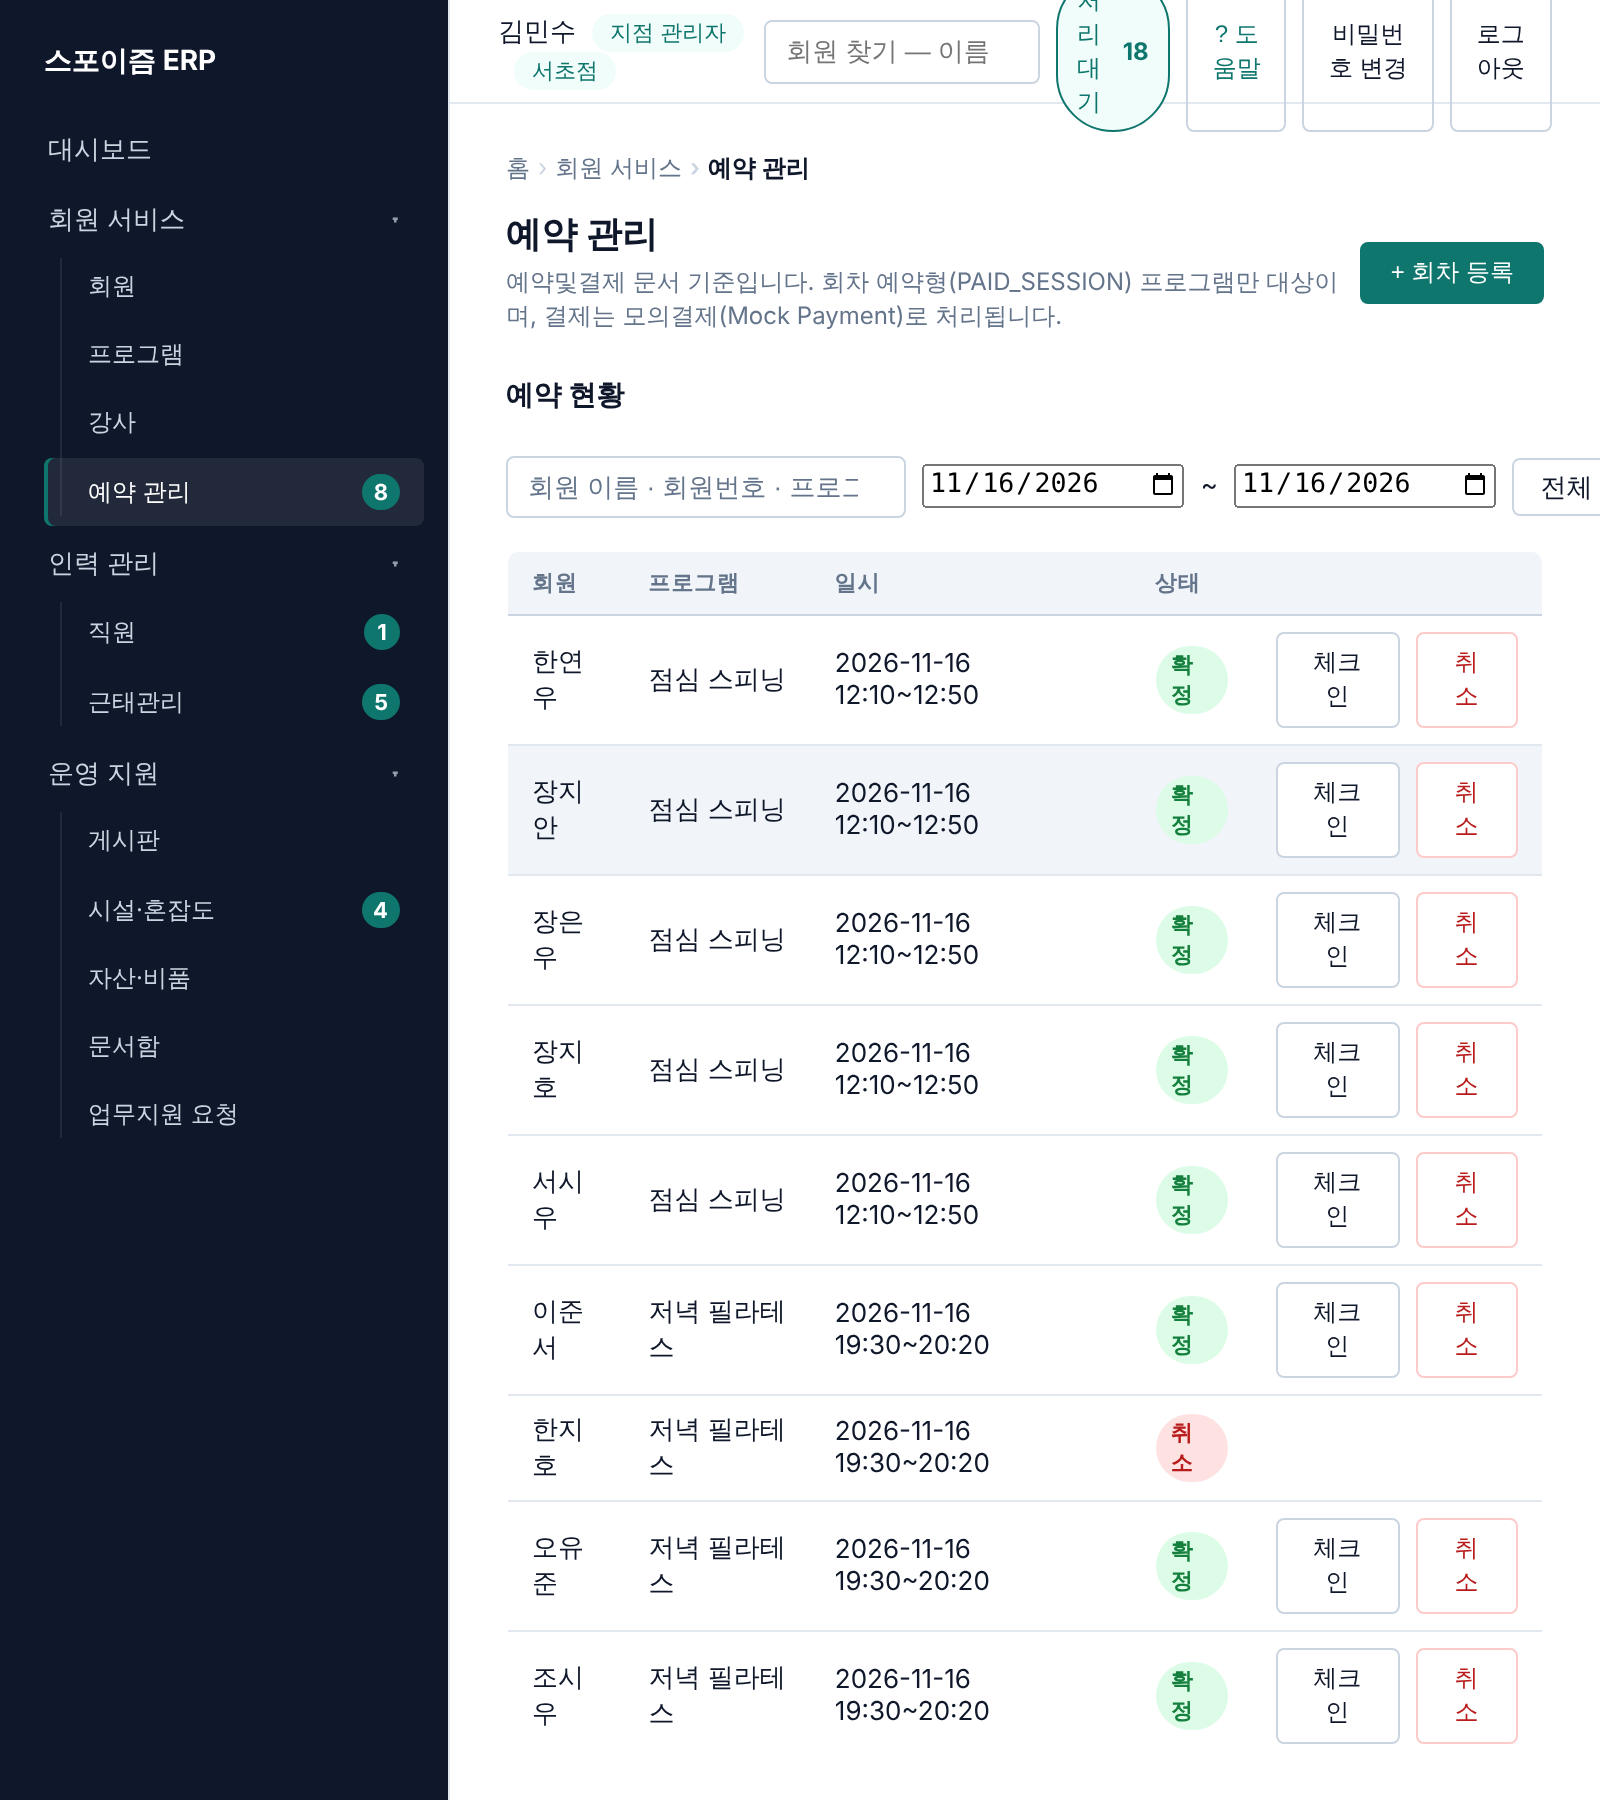 스포이즘 ERP
대시보드
회원 서비스
회원
프로그램
강사
예약 관리 8
인력 관리
직원 1
근태관리 5
운영 지원
게시판
시설·혼잡도 4
자산·비품
문서함
업무지원 요청
김민수 지점 관리자
서초점
회원 찾기 — 이름
처
리
대
기
18
? 도
움말
비밀번
호 변경
로그
아웃
홈 › 회원 서비스 › 예약 관리
예약 관리
예약및결제 문서 기준입니다. 회차 예약형(PAID_SESSION) 프로그램만 대상이
며, 결제는 모의결제(Mock Payment)로 처리됩니다.
+ 회차 등록
예약 현황
회원 이름 · 회원번호 · 프로그
11/16/2026 ~ 11/16/2026 전체
회원 프로그램 일시 상태
한연
우
점심 스피닝
2026-11-16
12:10~12:50
확
정
체크
인
취
소
장지
안
점심 스피닝
2026-11-16
12:10~12:50
확
정
체크
인
취
소
장은
우
점심 스피닝
2026-11-16
12:10~12:50
확
정
체크
인
취
소
장지
호
점심 스피닝
2026-11-16
12:10~12:50
확
정
체크
인
취
소
서시
우
점심 스피닝
2026-11-16
12:10~12:50
확
정
체크
인
취
소
이준
서
저녁 필라테
스
2026-11-16
19:30~20:20
확
정
체크
인
취
소
한지
호
저녁 필라테
스
2026-11-16
19:30~20:20
취
소
오유
준
저녁 필라테
스
2026-11-16
19:30~20:20
확
정
체크
인
취
소
조시
우
저녁 필라테
스
2026-11-16
19:30~20:20
확
정
체크
인
취
소